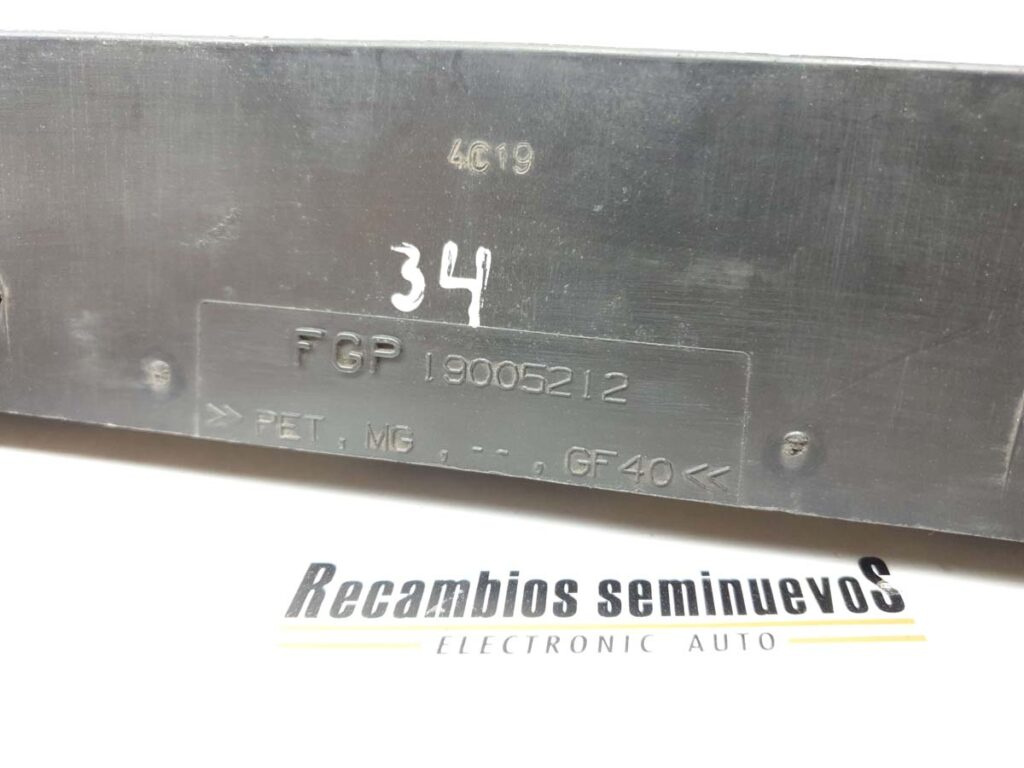 4C19
34
FGP 19005212
>> PET , MG , -- , GF40 <<
Recambios seminuevoS
ELECTRONIC AUTO